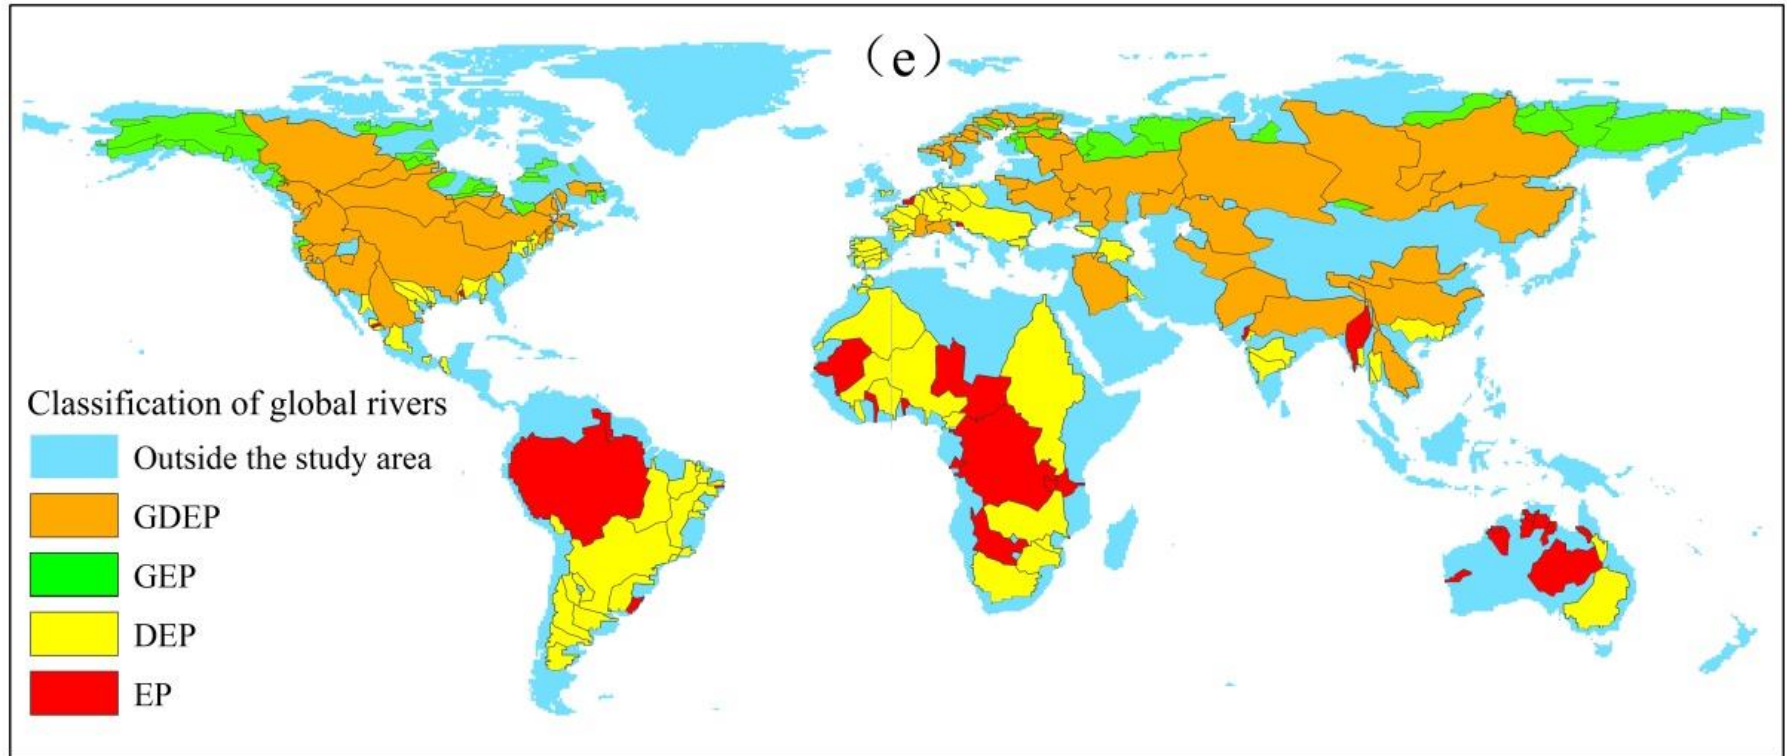 （e）
Classification of global rivers
Outside the study area
GDEP
GEP
DEP
EP